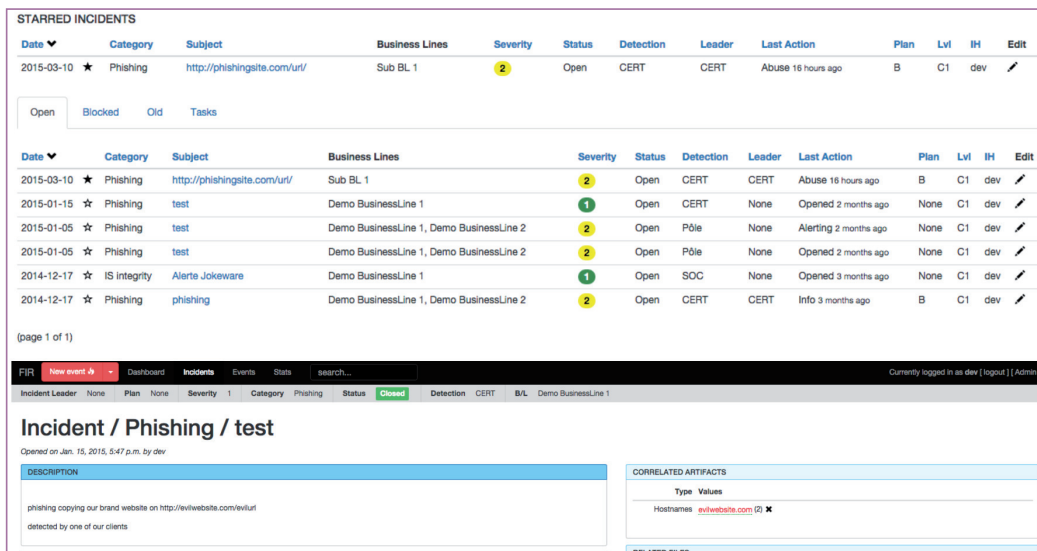 STARRED INCIDENTS
Date Category Subject Business Lines Severity Status Detection Leader Last Action Plan Lvl IH Edit
2015-03-10 Phishing http://phishingsite.com/url/ Sub BL 1 2 Open CERT CERT Abuse 16 hours ago B C1 dev
Open Blocked Old Tasks
Date Category Subject Business Lines Severity Status Detection Leader Last Action Plan Lvl IH Edit
2015-03-10 Phishing http://phishingsite.com/url/ Sub BL 1 2 Open CERT CERT Abuse 16 hours ago B C1 dev
2015-01-15 Phishing test Demo BusinessLine 1 1 Open CERT None Opened 2 months ago None C1 dev
2015-01-05 Phishing test Demo BusinessLine 1, Demo BusinessLine 2 2 Open Pôle None Alerting 2 months ago None C1 dev
2015-01-05 Phishing test Demo BusinessLine 1, Demo BusinessLine 2 2 Open Pôle None Opened 2 months ago None C1 dev
2014-12-17 IS integrity Alerte Jokeware Demo BusinessLine 1 1 Open SOC None Opened 3 months ago None C1 dev
2014-12-17 Phishing phishing Demo BusinessLine 1, Demo BusinessLine 2 2 Open CERT CERT Info 3 months ago B C1 dev
(page 1 of 1)
FIR New event Dashboard Incidents Events Stats search... Currently logged in as dev [ logout ] [ Admin
Incident Leader None Plan None Severity 1 Category Phishing Status Closed Detection CERT B/L Demo BusinessLine 1
Incident / Phishing / test
Opened on Jan. 15, 2015, 5:47 p.m. by dev
DESCRIPTION CORRELATED ARTIFACTS
Type Values
phishing copying our brand website on http://evilwebsite.com/evilurl Hostnames evilwebsite.com (2)
detected by one of our clients